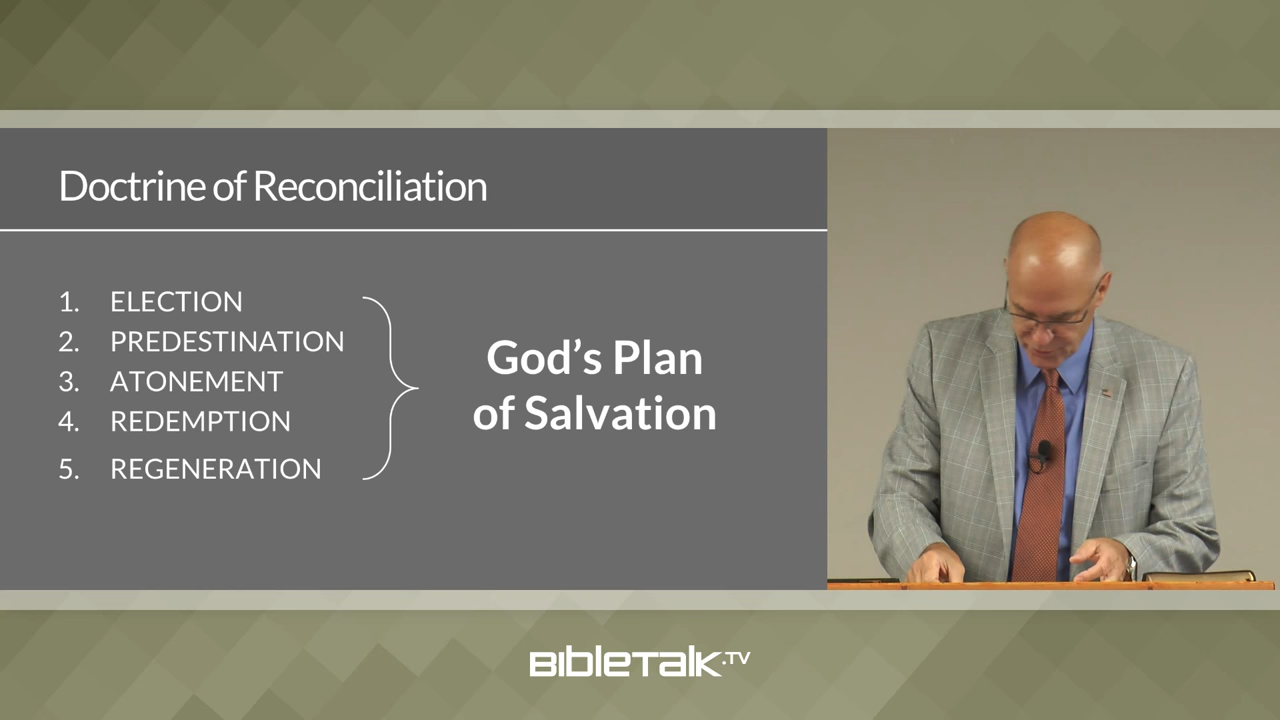 Doctrine of Reconciliation
1. ELECTION
2. PREDESTINATION
3. ATONEMENT
4. REDEMPTION
5. REGENERATION
God's Plan
of Salvation
BibleTalk.TV